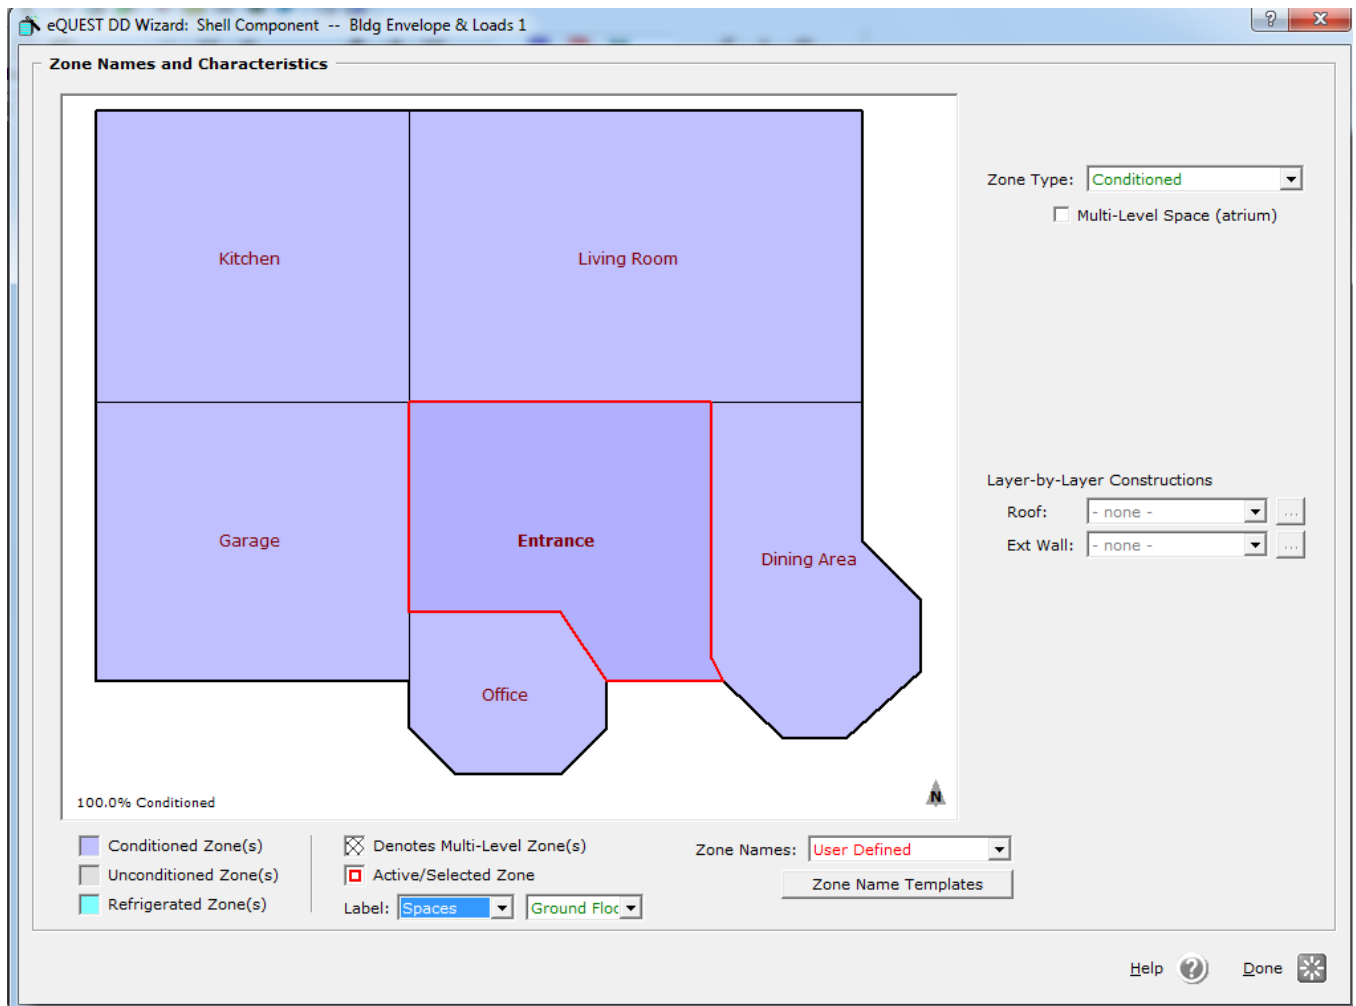 eQUEST DD Wizard: Shell Component -- Bldg Envelope & Loads 1
?
X
Zone Names and Characteristics
Kitchen
Living Room
Garage
Entrance
Dining Area
Office
100.0% Conditioned
N
Zone Type: Conditioned
Multi-Level Space (atrium)
Layer-by-Layer Constructions
Roof: - none - ...
Ext Wall: - none - ...
Conditioned Zone(s)
Unconditioned Zone(s)
Refrigerated Zone(s)
Denotes Multi-Level Zone(s)
Active/Selected Zone
Label: Spaces Ground Floc
Zone Names: User Defined
Zone Name Templates
Help ? Done